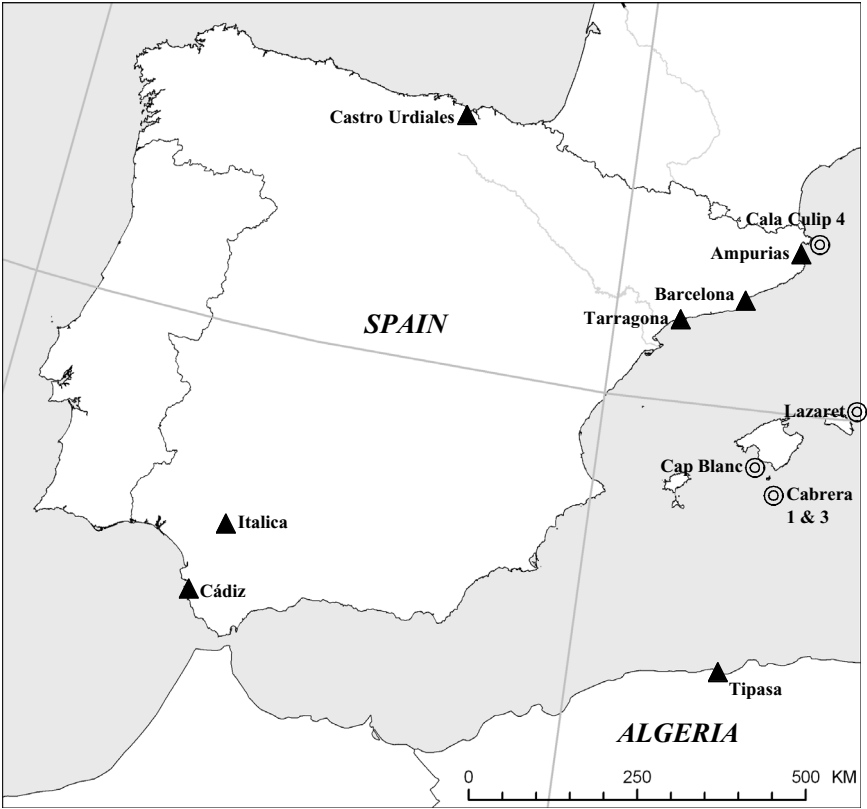 Castro Urdiales
Cala Culip 4
Ampurias
Barcelona
SPAIN
Tarragona
Lazaret
Cap Blanc
Cabrera
1 & 3
Italica
Cádiz
Tipasa
ALGERIA
0 250 500 KM